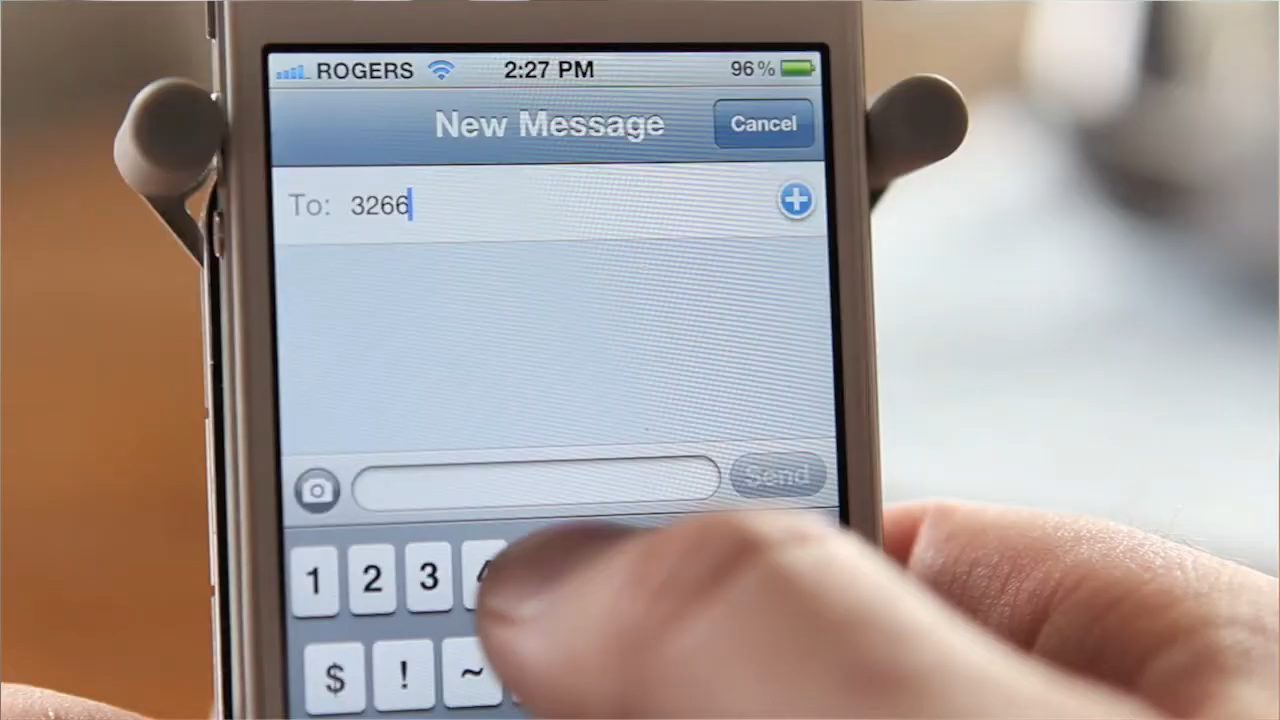 ROGERS 2:27 PM 96%
New Message Cancel
To: 3266
Send
1 2 3
$ ! ~